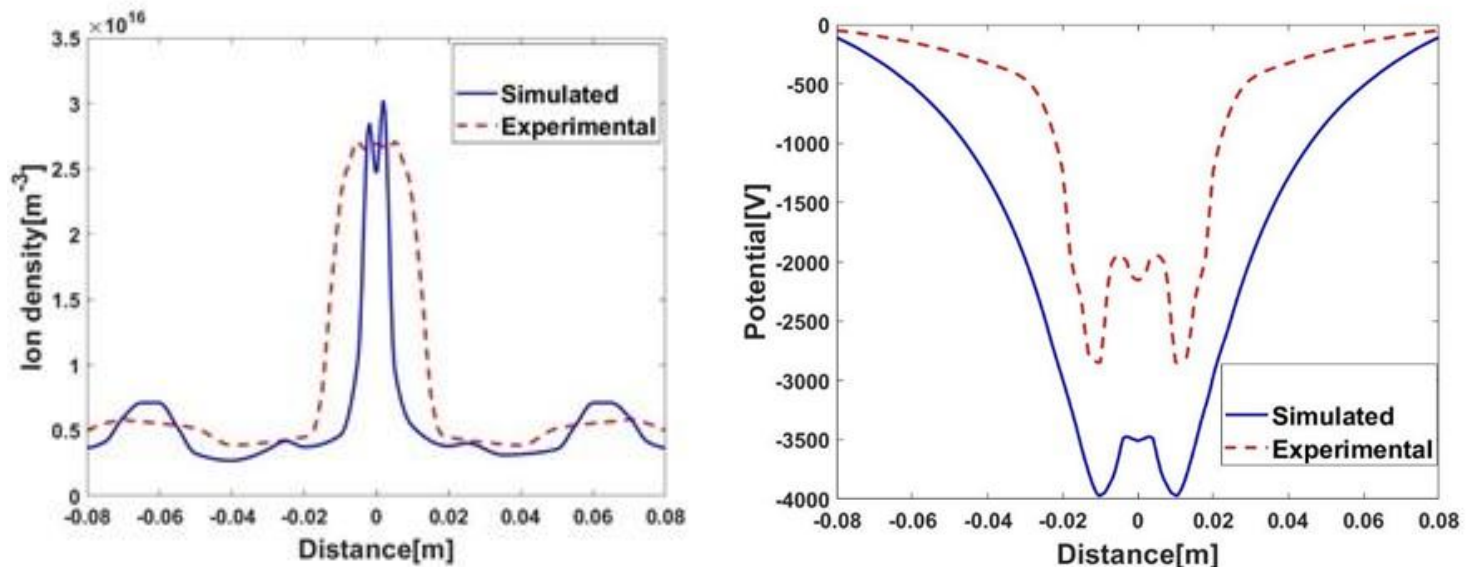 ×10^16
3.5
3
2.5
2
1.5
1
0.5
0
Ion density[m^-3]
Simulated
Experimental
-0.08 -0.06 -0.04 -0.02 0 0.02 0.04 0.06 0.08
Distance[m]
0
-500
-1000
-1500
-2000
-2500
-3000
-3500
-4000
Potential[V]
Simulated
Experimental
-0.08 -0.06 -0.04 -0.02 0 0.02 0.04 0.06 0.08
Distance[m]